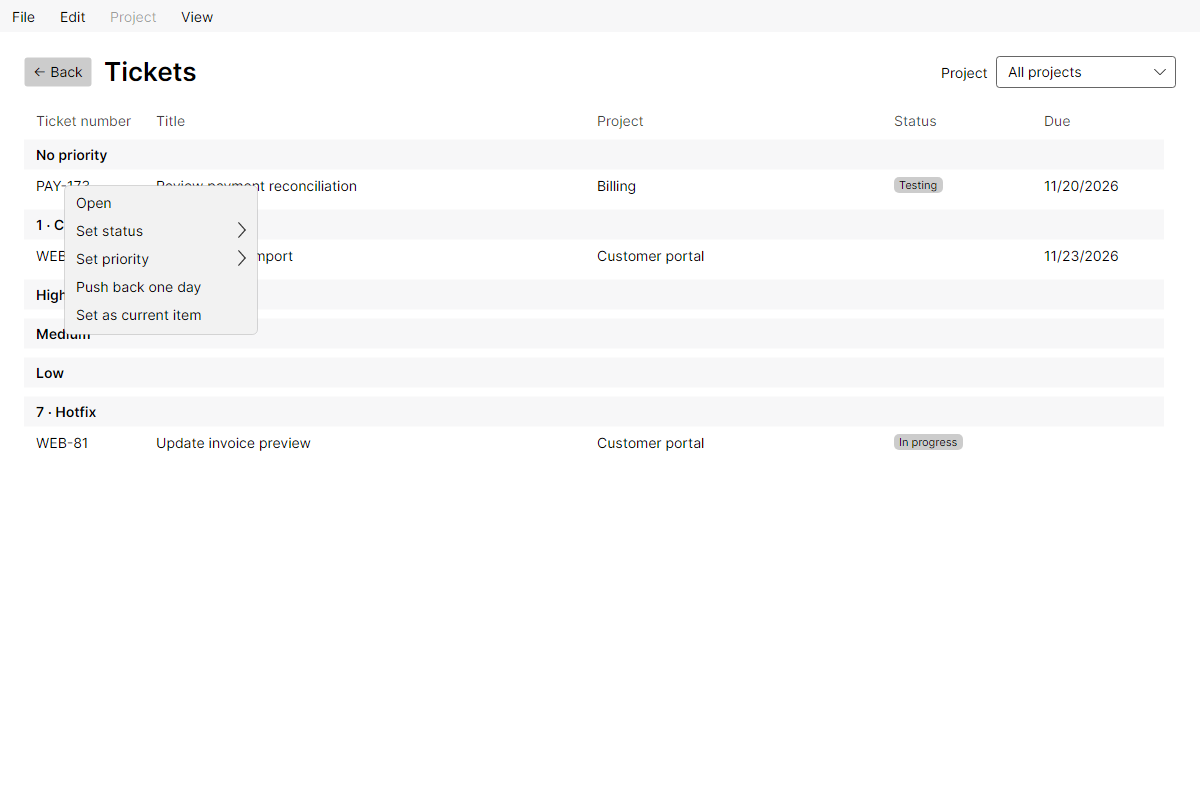 File Edit Project View
← Back Tickets Project All projects
Ticket number Title Project Status Due
No priority
payment reconciliation Billing Testing 11/20/2026
Open
1 · C
Set status
WEB Customer portal 11/23/2026
Set priority
Push back one day
High
Set as current item
Medium
Low
7 · Hotfix
WEB-81 Update invoice preview Customer portal In progress